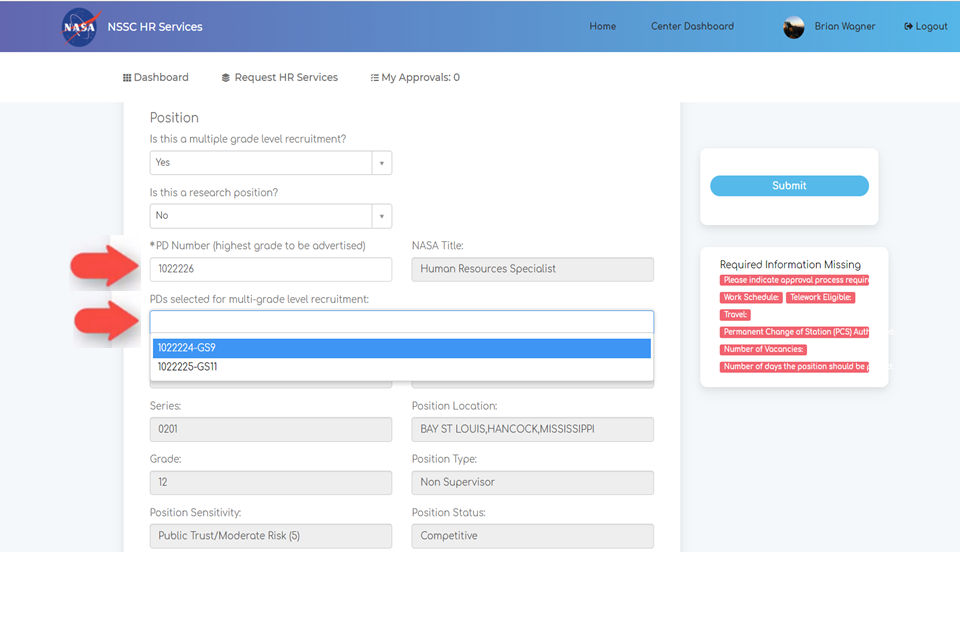 NASA NSSC HR Services Home Center Dashboard Brian Wagner Logout
Dashboard Request HR Services My Approvals: 0
Position
Is this a multiple grade level recruitment?
Yes
Is this a research position?
No
*PD Number (highest grade to be advertised) NASA Title:
1022226 Human Resources Specialist
PDs selected for multi-grade level recruitment:
1022224-GS9
1022225-GS11
Series: Position Location:
0201 BAY ST LOUIS,HANCOCK,MISSISSIPPI
Grade: Position Type:
12 Non Supervisor
Position Sensitivity: Position Status:
Public Trust/Moderate Risk (5) Competitive
Submit
Required Information Missing
Please indicate approval process requir
Work Schedule: Telework Eligible:
Travel:
Permanent Change of Station (PCS) Auth
Number of Vacancies:
Number of days the position should be p